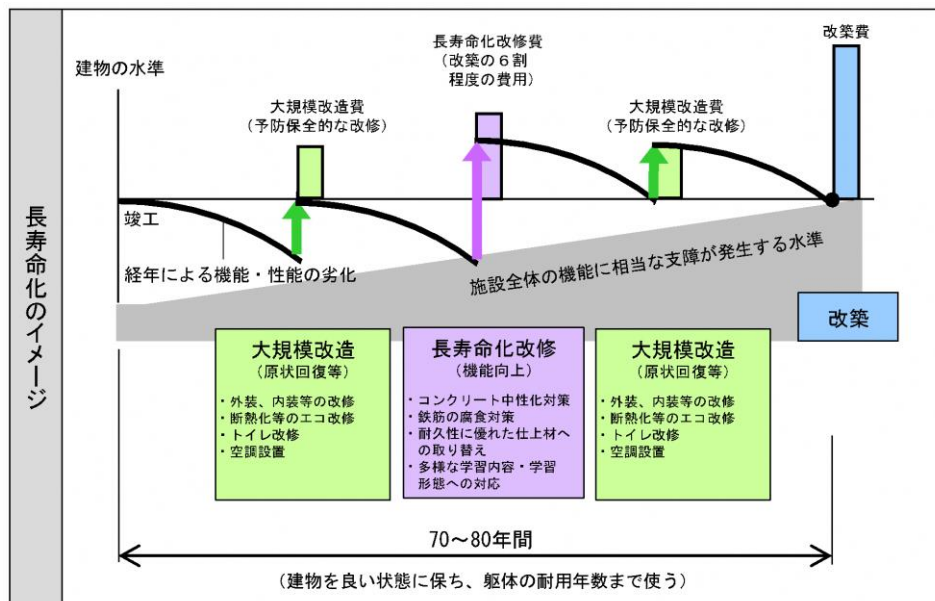 長寿命化のイメージ
建物の水準
大規模改造費
(予防保全的な改修)
長寿命化改修費
(改築の6割
程度の費用)
大規模改造費
(予防保全的な改修)
改築費
竣工
経年による機能・性能の劣化
施設全体の機能に相当な支障が発生する水準
改築
大規模改造
(原状回復等)
・外装、内装等の改修
・断熱化等のエコ改修
・トイレ改修
・空調設置
長寿命化改修
(機能向上)
・コンクリート中性化対策
・鉄筋の腐食対策
・耐久性に優れた仕上材へ
の取り替え
・多様な学習内容・学習
形態への対応
大規模改造
(原状回復等)
・外装、内装等の改修
・断熱化等のエコ改修
・トイレ改修
・空調設置
70~80年間
(建物を良い状態に保ち、躯体の耐用年数まで使う)